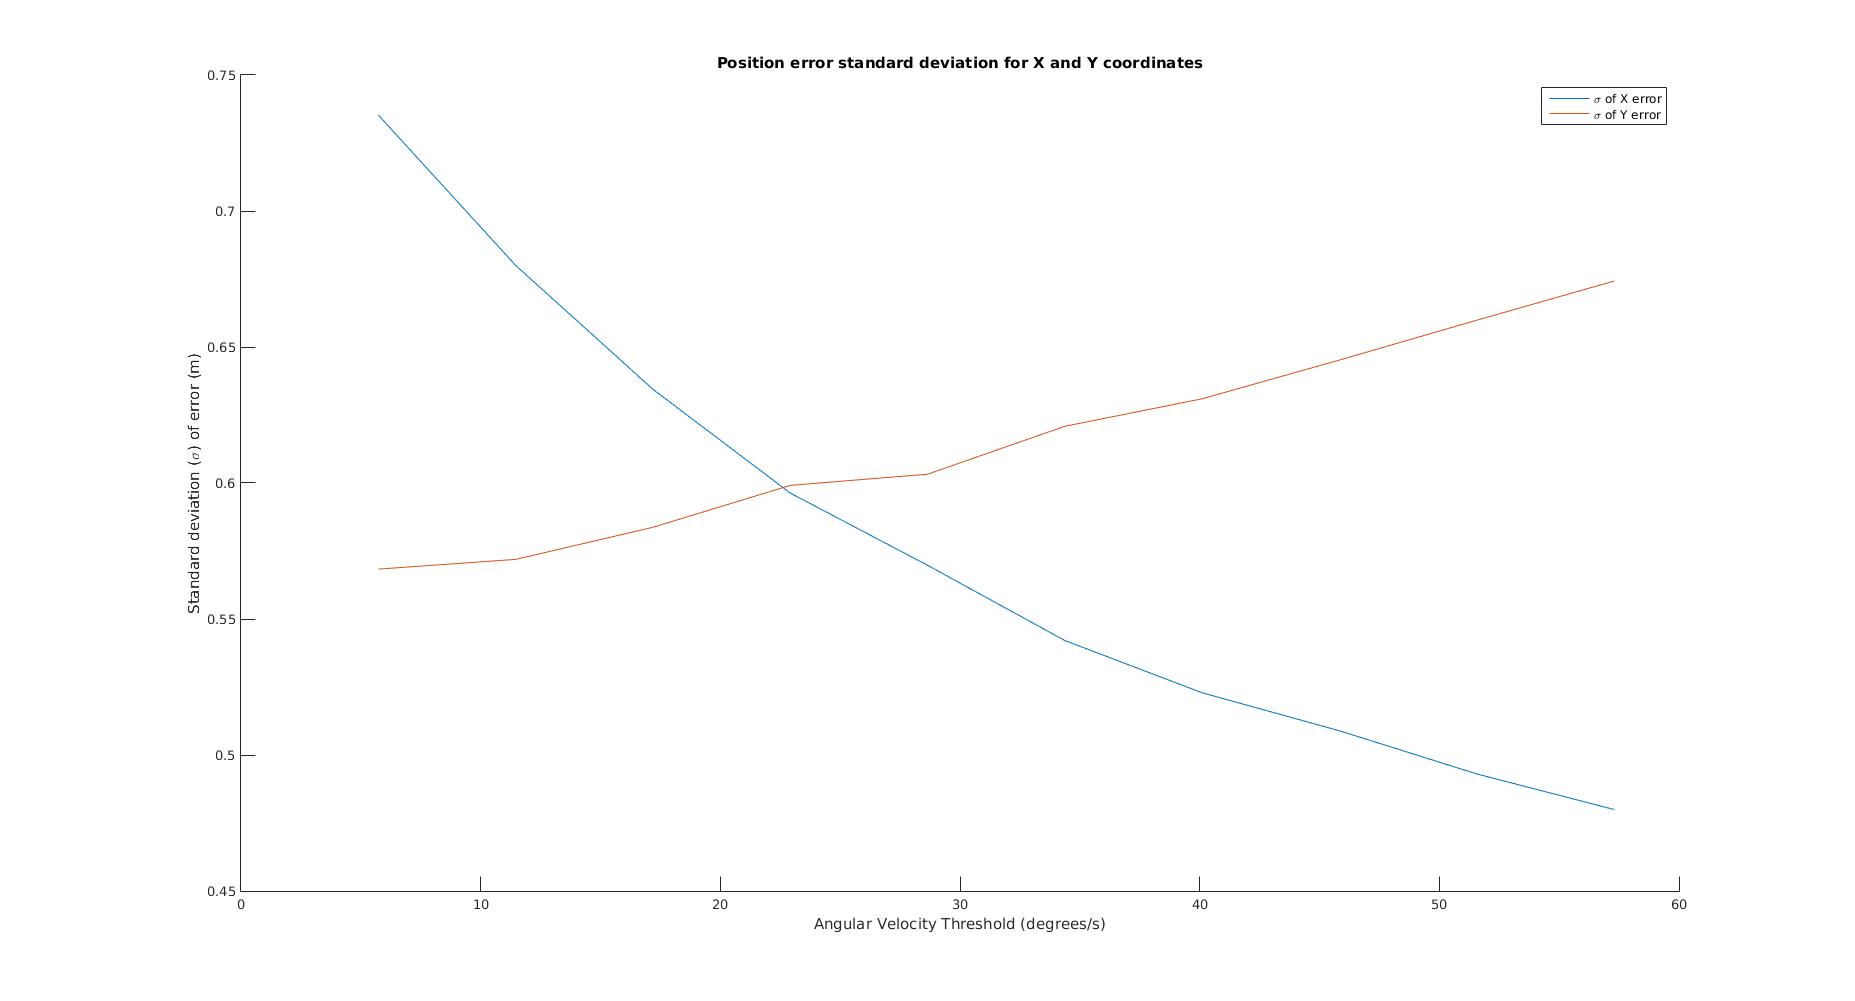 Position error standard deviation for X and Y coordinates
0.75
0.7
0.65
0.6
0.55
0.5
0.45
Standard deviation (σ) of error (m)
σ of X error
σ of Y error
0 10 20 30 40 50 60
Angular Velocity Threshold (degrees/s)